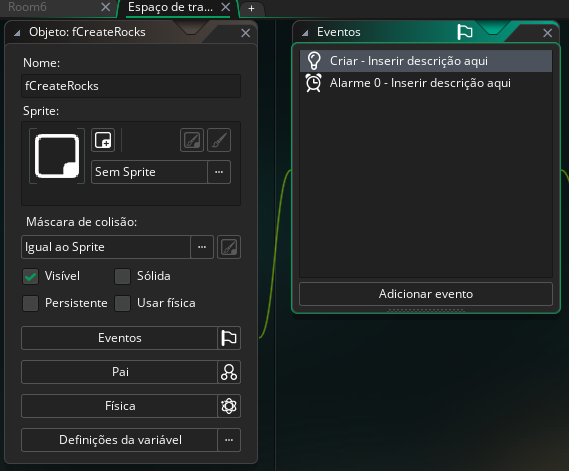 Room6
Espaço de tra...
+
Objeto: fCreateRocks
Nome:
fCreateRocks
Sprite:
Sem Sprite
...
Máscara de colisão:
Igual ao Sprite
...
Visível
Sólida
Persistente
Usar física
Eventos
Pai
Física
Definições da variável
...
Eventos
Criar - Inserir descrição aqui
Alarme 0 - Inserir descrição aqui
Adicionar evento